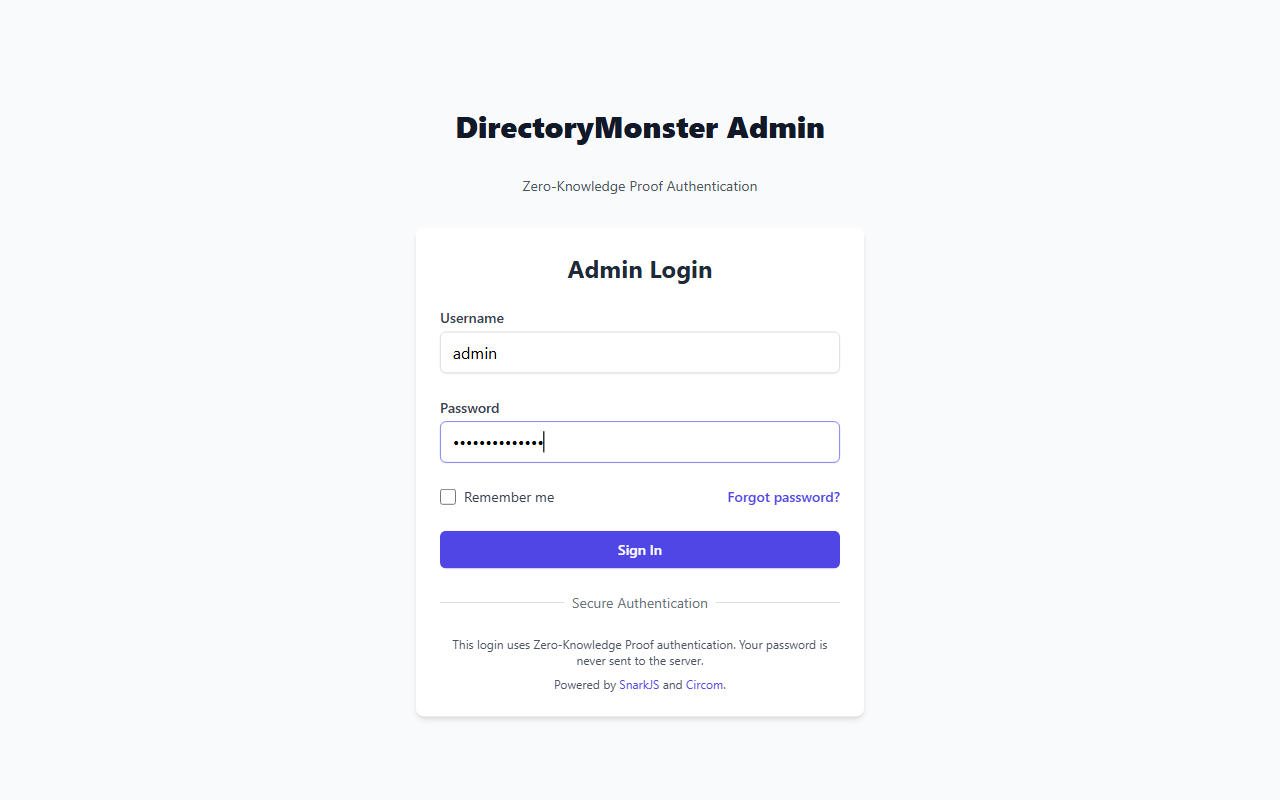 DirectoryMonster Admin
Zero-Knowledge Proof Authentication
Admin Login
Username
admin
Password
••••••••••••••
Remember me
Forgot password?
Sign In
Secure Authentication
This login uses Zero-Knowledge Proof authentication. Your password is
never sent to the server.
Powered by SnarkJS and Circom.